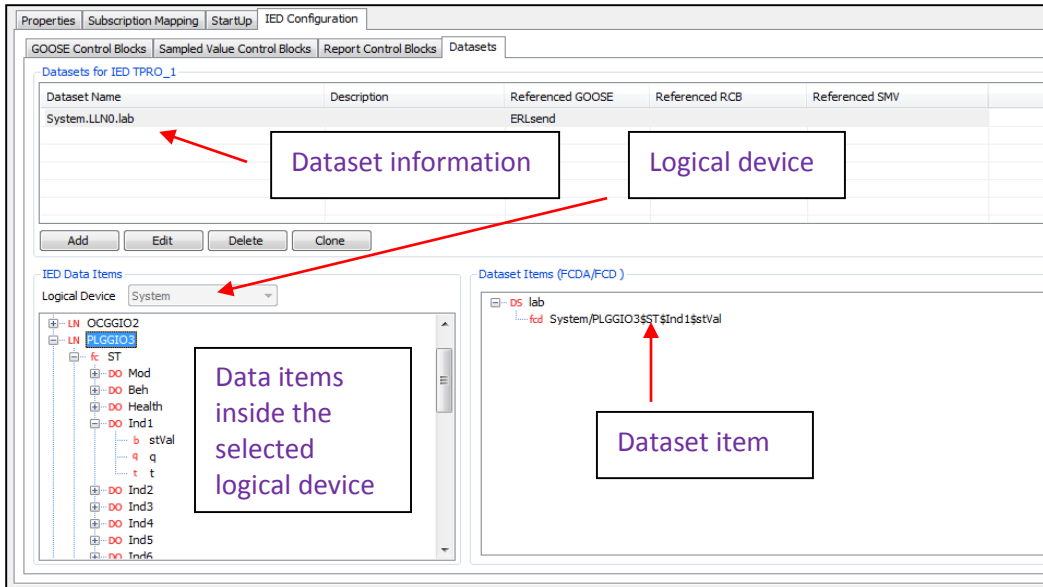 Properties Subscription Mapping StartUp IED Configuration
GOOSE Control Blocks Sampled Value Control Blocks Report Control Blocks Datasets
Datasets for IED TPRO_1
Dataset Name Description Referenced GOOSE Referenced RCB Referenced SMV
System.LLN0.lab ERLsend
Dataset information
Logical device
Add Edit Delete Clone
IED Data Items
Logical Device System
LN OCGGIO2
LN PLGGIO3
fc ST
DO Mod
DO Beh
DO Health
DO Ind1
b stVal
q q
t t
DO Ind2
DO Ind3
DO Ind4
DO Ind5
DO Ind6
Data items
inside the
selected
logical device
Dataset Items (FCDA/FCD )
DS lab
fcd System/PLGGIO3$ST$Ind1$stVal
Dataset item